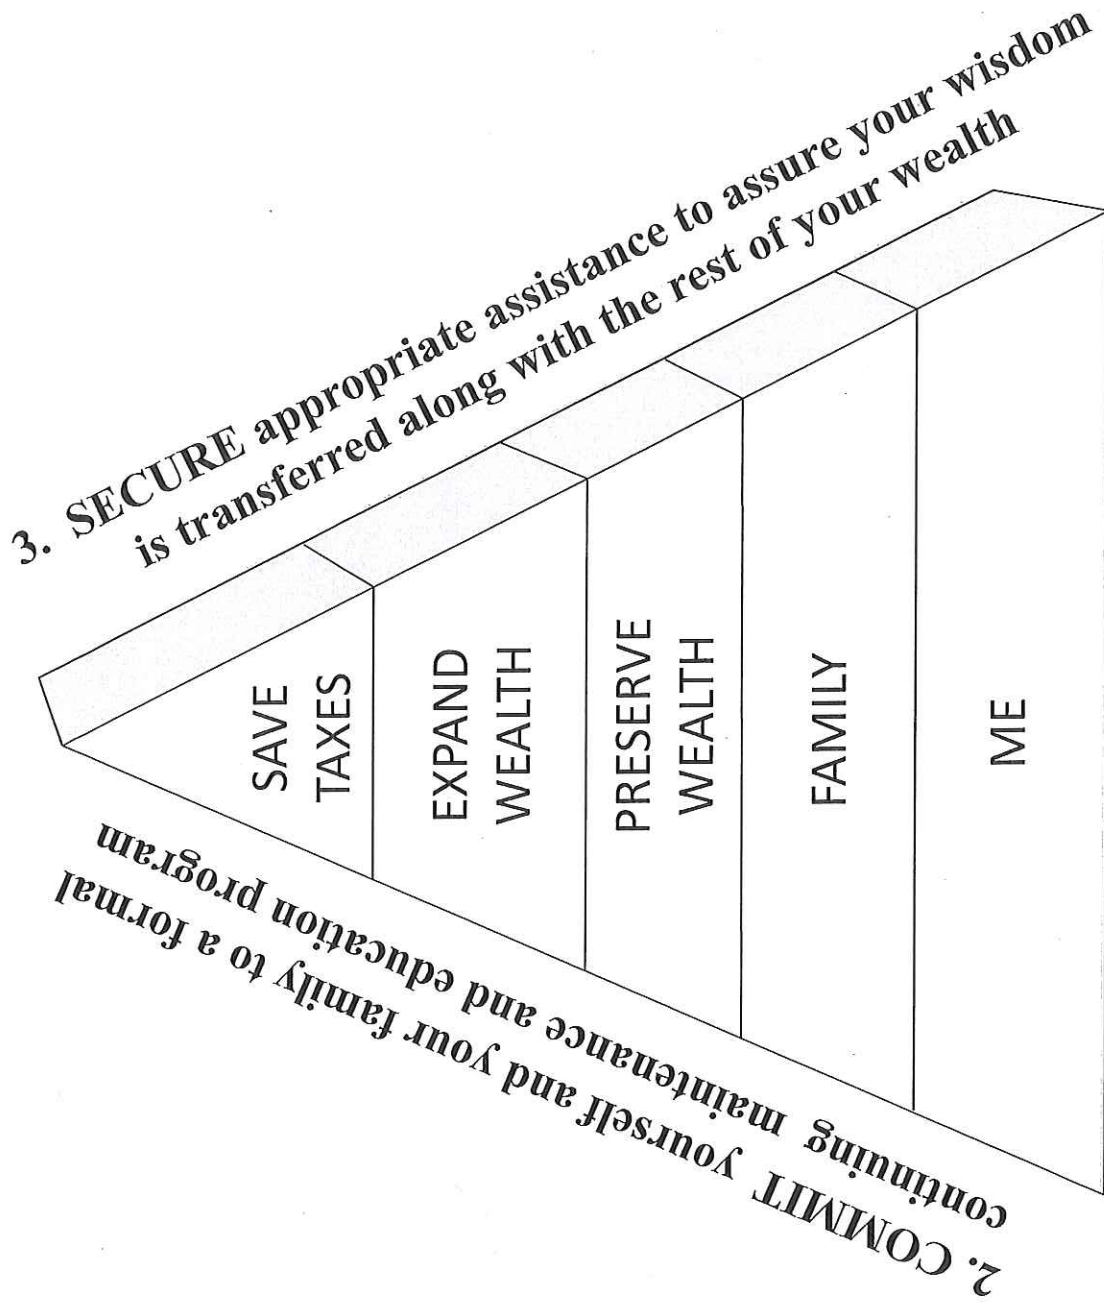 3. SECURE appropriate assistance to assure your wisdom
is transferred along with the rest of your wealth
SAVE
TAXES
EXPAND
WEALTH
PRESERVE
WEALTH
FAMILY
ME
2. COMMIT yourself and your family to a formal
continuing maintenance and education program